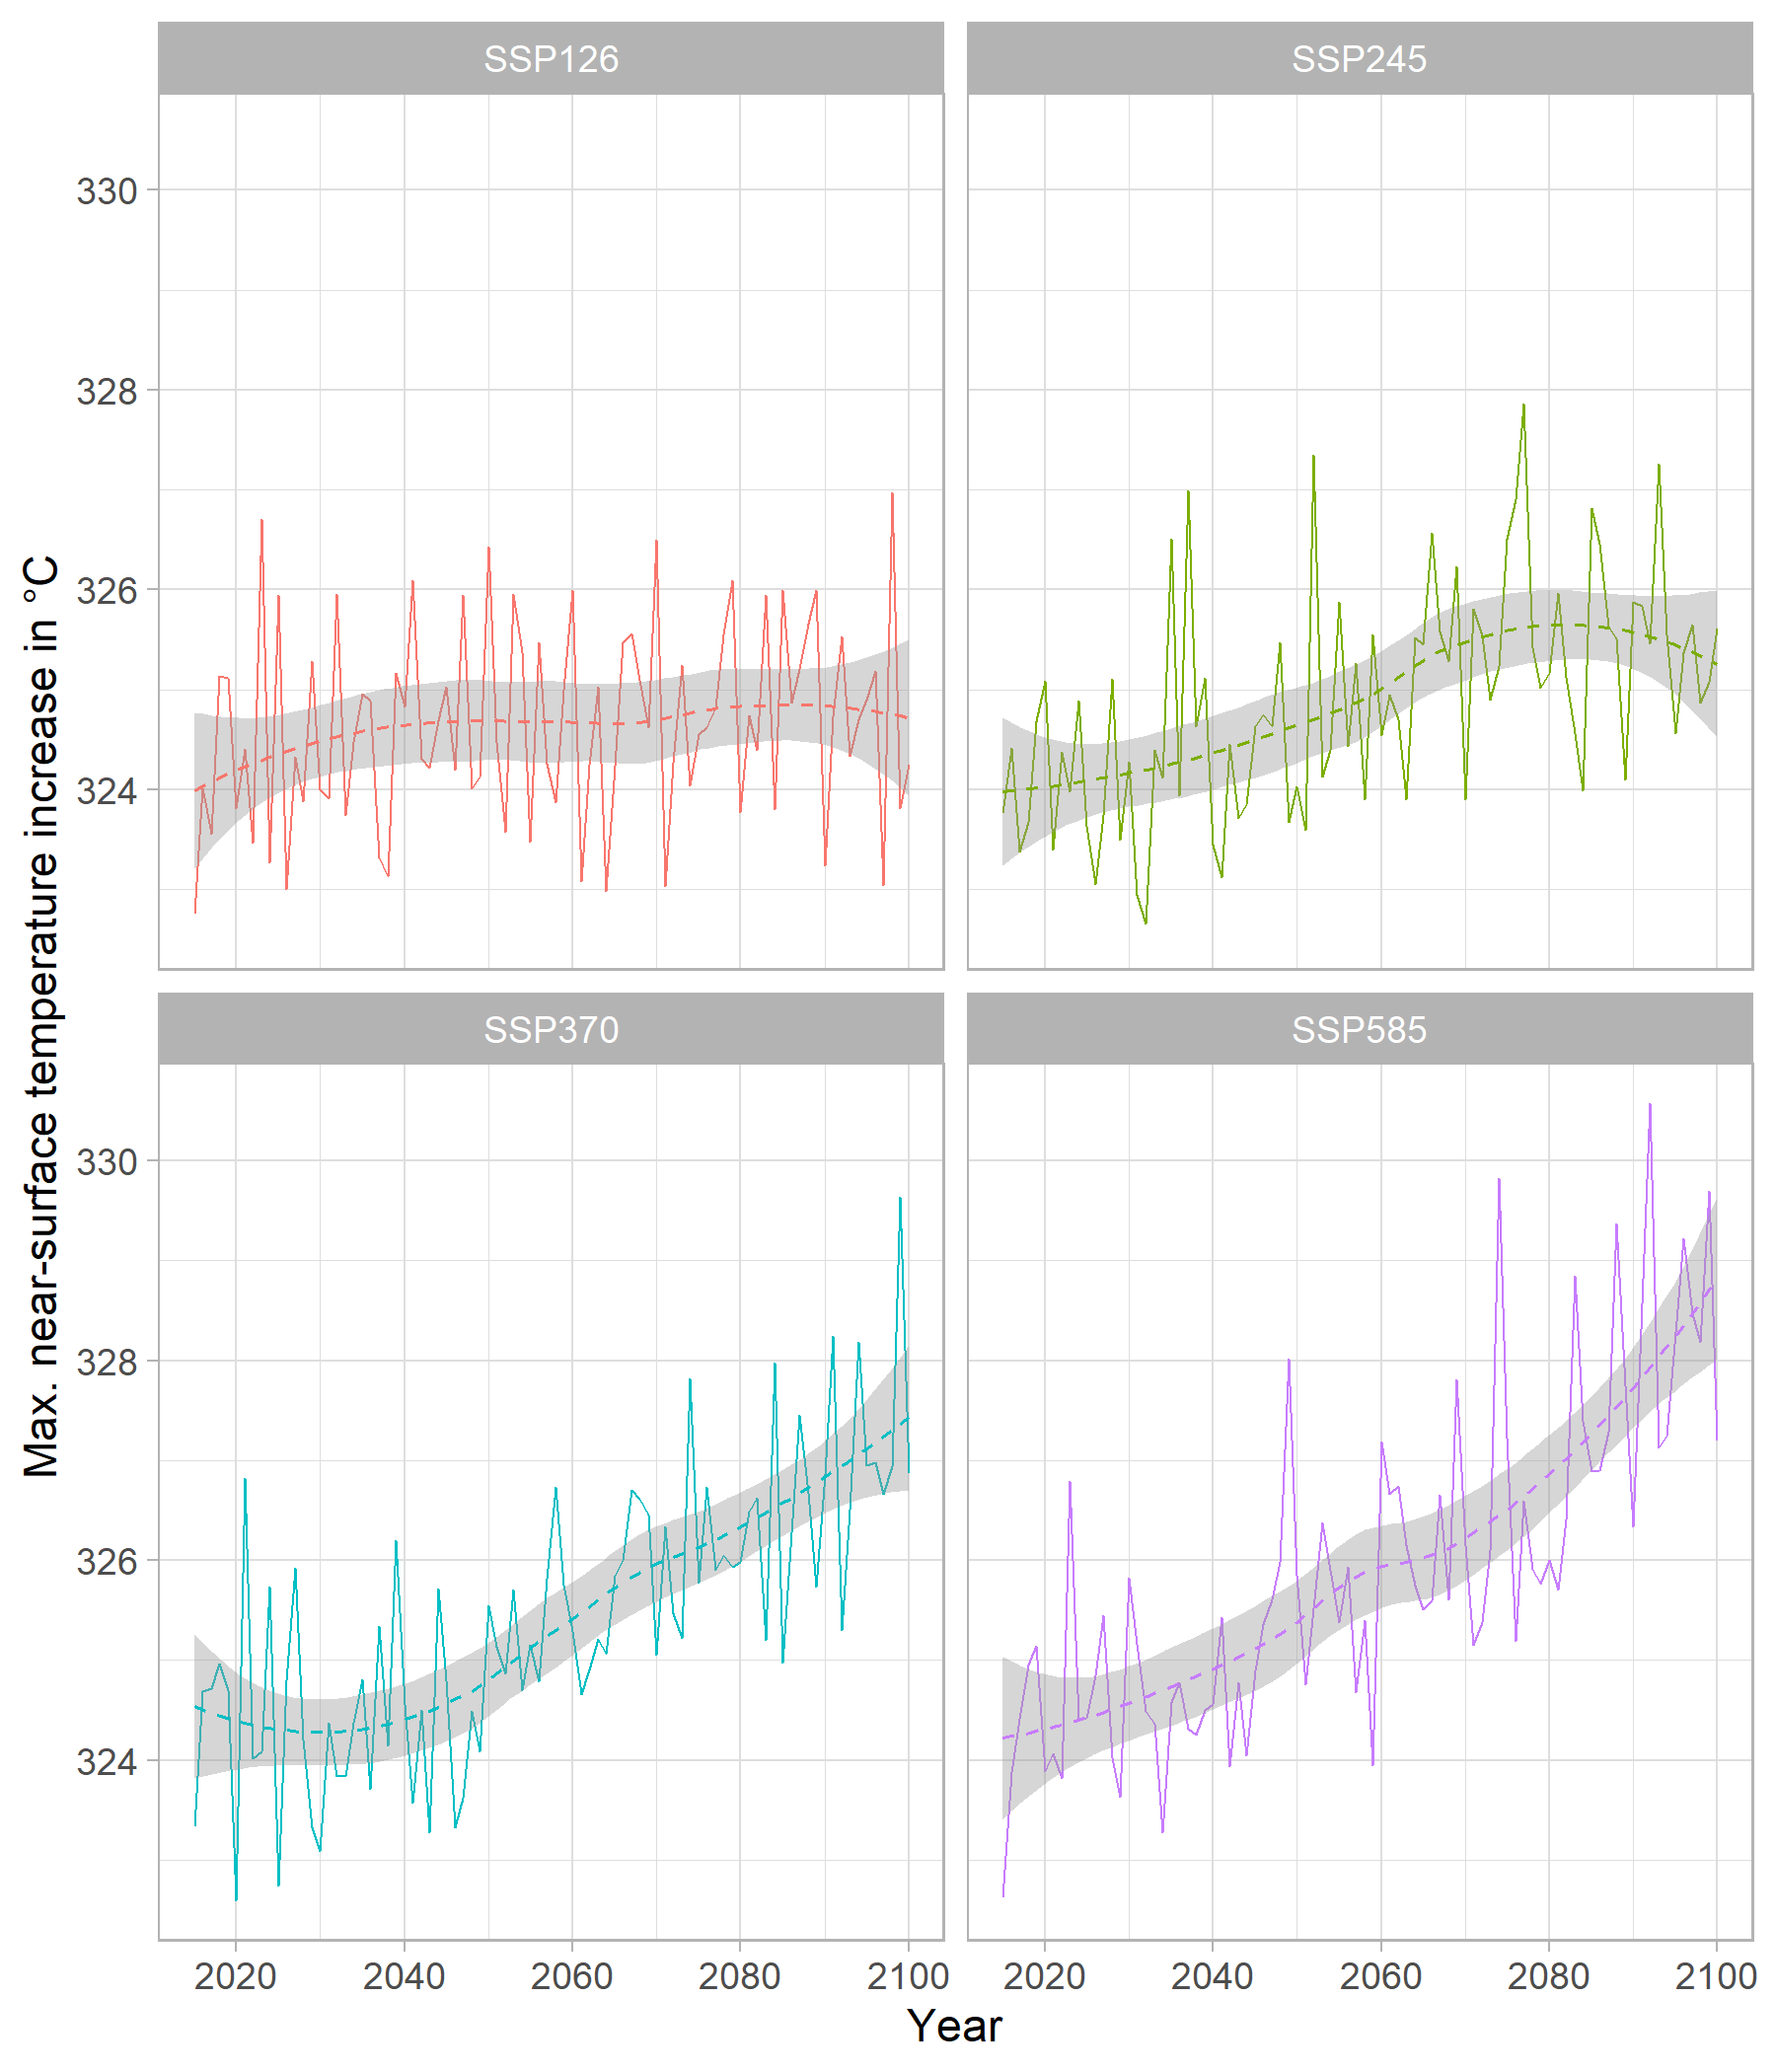 SSP126
SSP245
330
328
326
324
SSP370
SSP585
330
328
326
324
2020 2040 2060 2080 2100 2020 2040 2060 2080 2100
Year
Max. near-surface temperature increase in °C